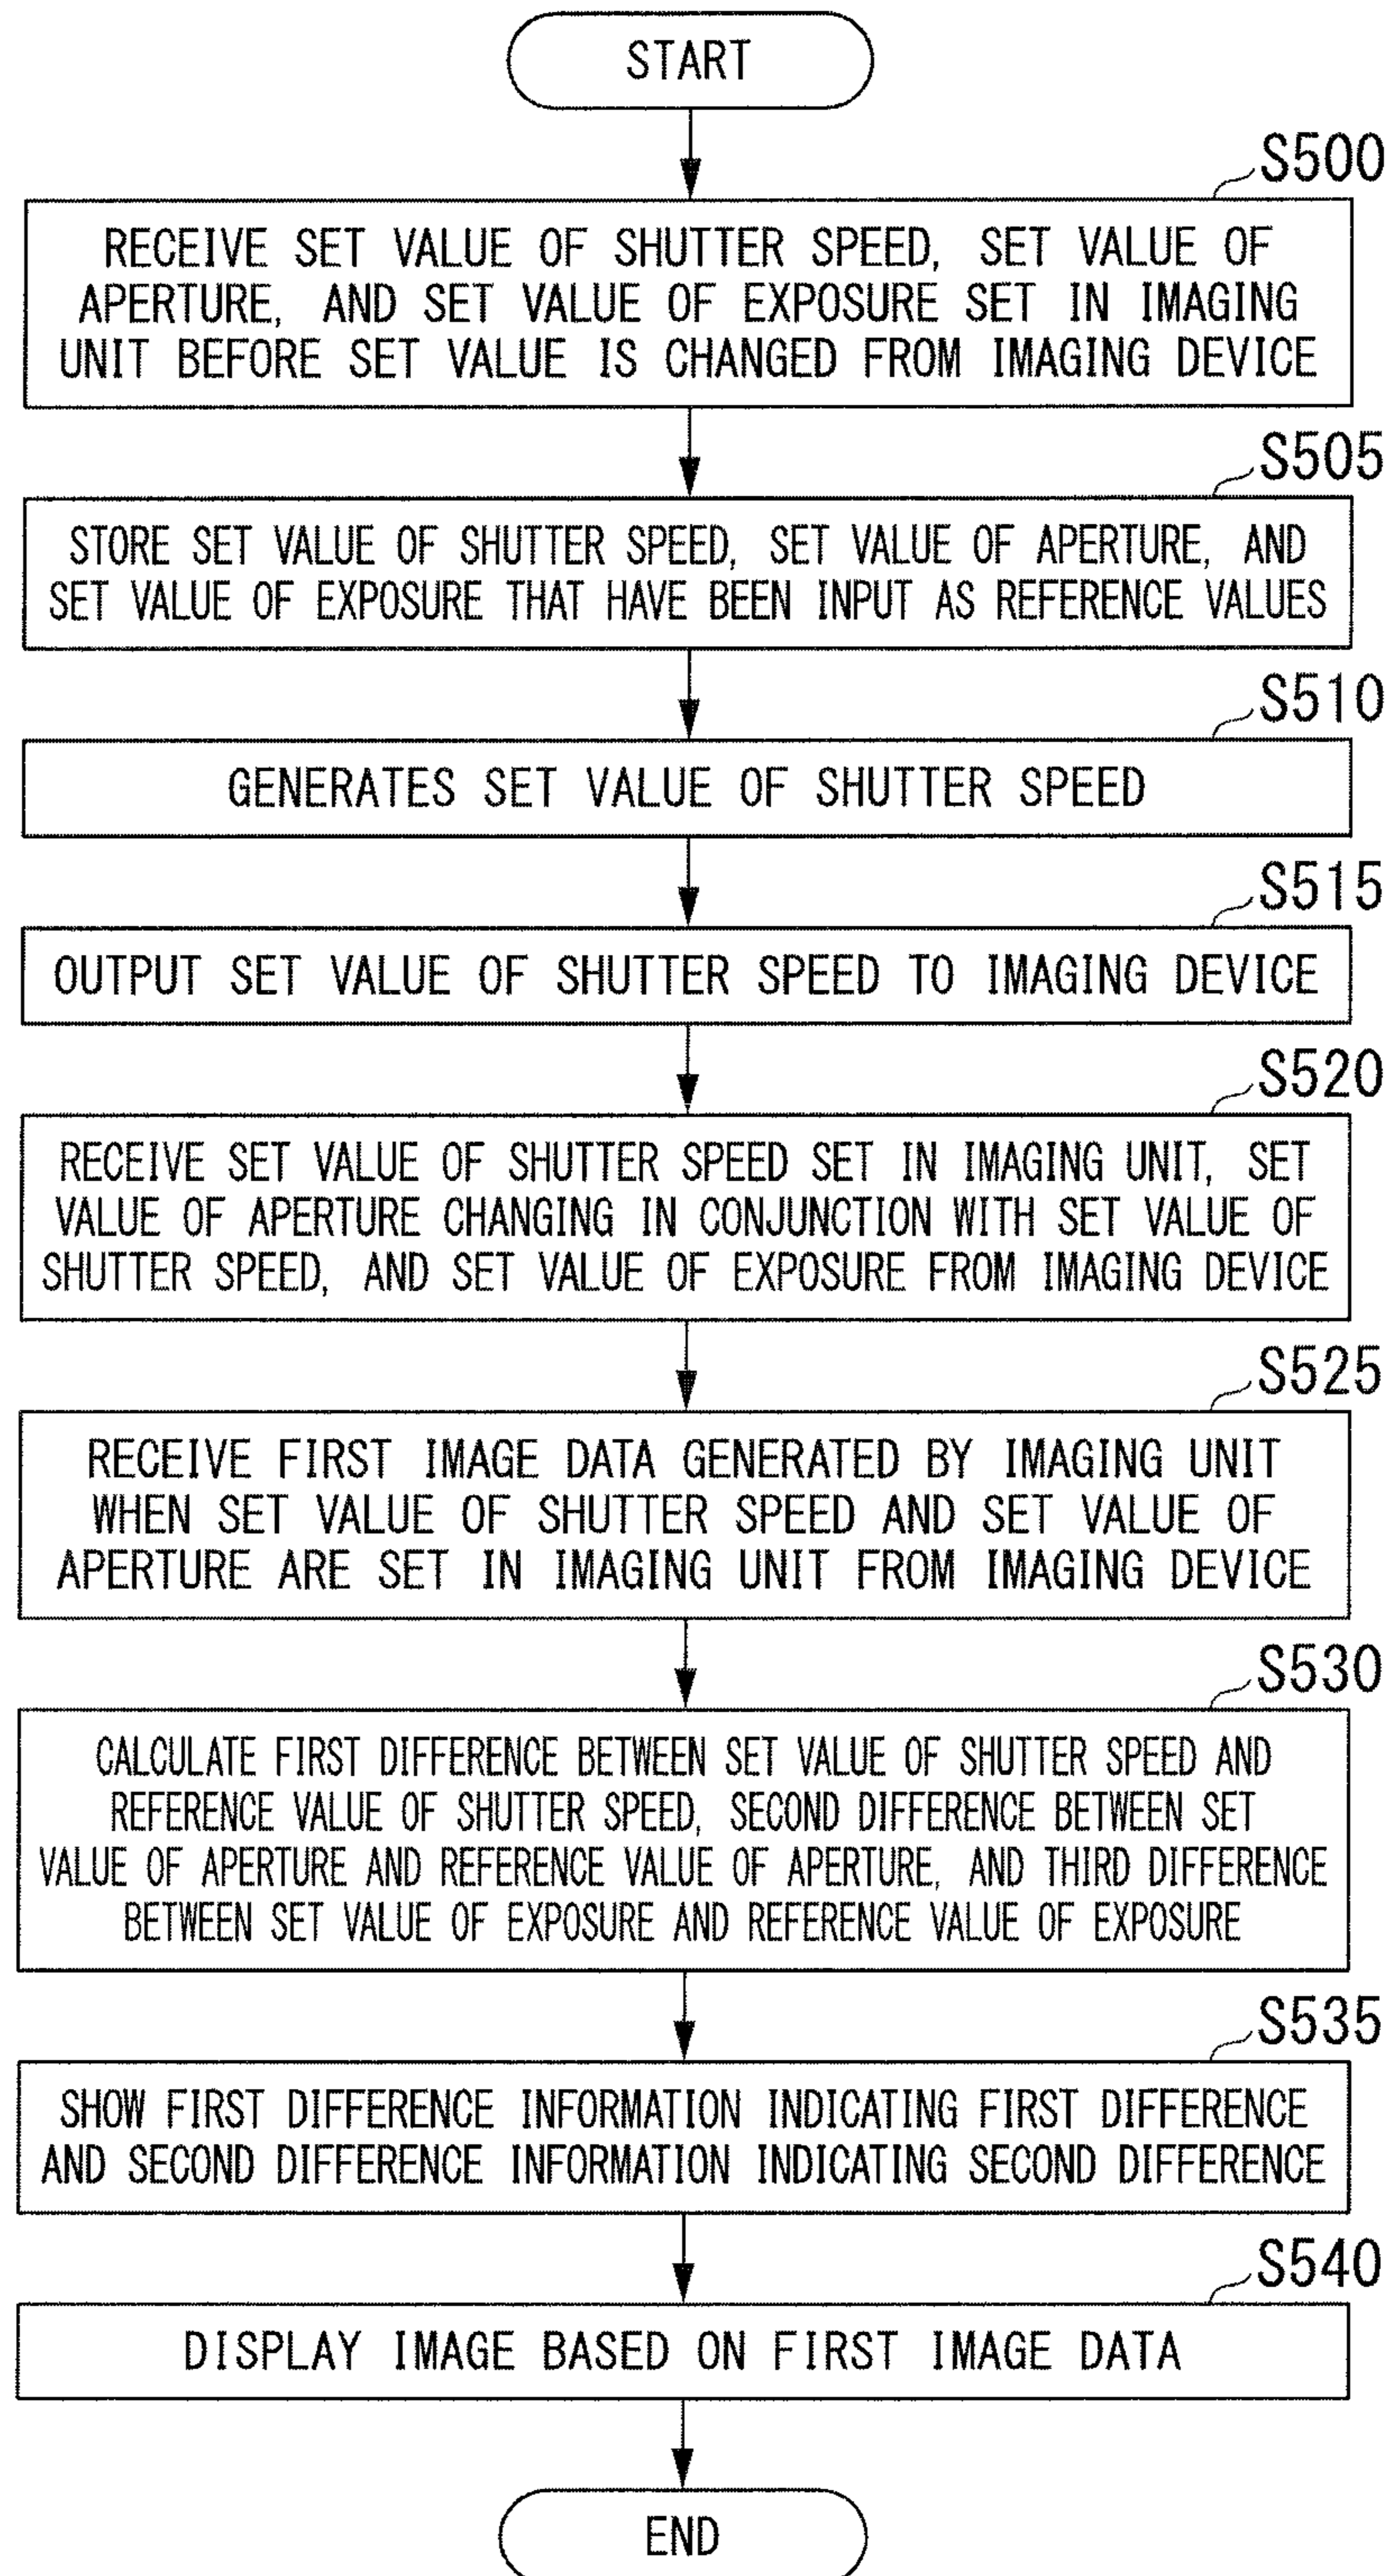 START
S500
RECEIVE SET VALUE OF SHUTTER SPEED, SET VALUE OF
APERTURE, AND SET VALUE OF EXPOSURE SET IN IMAGING
UNIT BEFORE SET VALUE IS CHANGED FROM IMAGING DEVICE
S505
STORE SET VALUE OF SHUTTER SPEED, SET VALUE OF APERTURE, AND
SET VALUE OF EXPOSURE THAT HAVE BEEN INPUT AS REFERENCE VALUES
S510
GENERATES SET VALUE OF SHUTTER SPEED
S515
OUTPUT SET VALUE OF SHUTTER SPEED TO IMAGING DEVICE
S520
RECEIVE SET VALUE OF SHUTTER SPEED SET IN IMAGING UNIT, SET
VALUE OF APERTURE CHANGING IN CONJUNCTION WITH SET VALUE OF
SHUTTER SPEED, AND SET VALUE OF EXPOSURE FROM IMAGING DEVICE
S525
RECEIVE FIRST IMAGE DATA GENERATED BY IMAGING UNIT
WHEN SET VALUE OF SHUTTER SPEED AND SET VALUE OF
APERTURE ARE SET IN IMAGING UNIT FROM IMAGING DEVICE
S530
CALCULATE FIRST DIFFERENCE BETWEEN SET VALUE OF SHUTTER SPEED AND
REFERENCE VALUE OF SHUTTER SPEED, SECOND DIFFERENCE BETWEEN SET
VALUE OF APERTURE AND REFERENCE VALUE OF APERTURE, AND THIRD DIFFERENCE
BETWEEN SET VALUE OF EXPOSURE AND REFERENCE VALUE OF EXPOSURE
S535
SHOW FIRST DIFFERENCE INFORMATION INDICATING FIRST DIFFERENCE
AND SECOND DIFFERENCE INFORMATION INDICATING SECOND DIFFERENCE
S540
DISPLAY IMAGE BASED ON FIRST IMAGE DATA
END